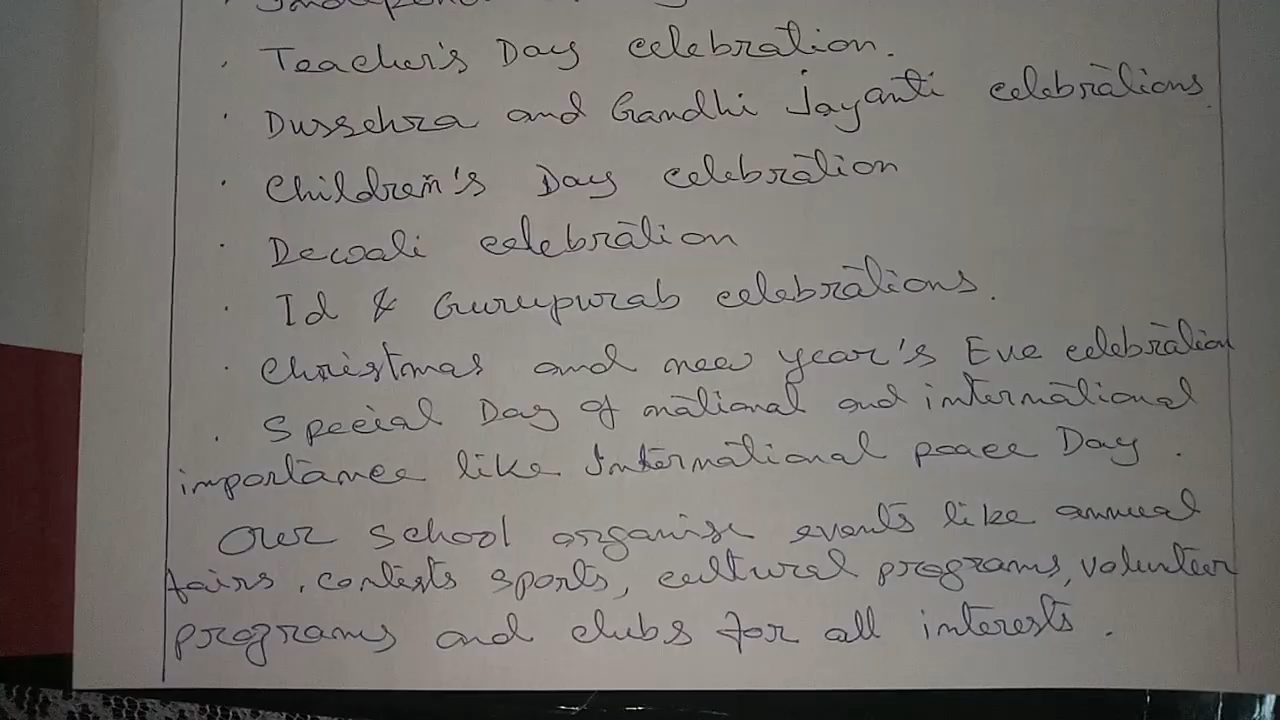 · Teacher's Day celebration.
· Dussehra and Gandhi Jayanti celebrations.
· Children's Day celebration
· Dewali celebration
· Id & Gurupurab celebrations.
· Christmas and new year's Eve celebration
· Special Day of national and international
importance like International peace Day.
Our school organise events like annual
fairs, contests sports, cultural programs, volunteer
programs and clubs for all interests.